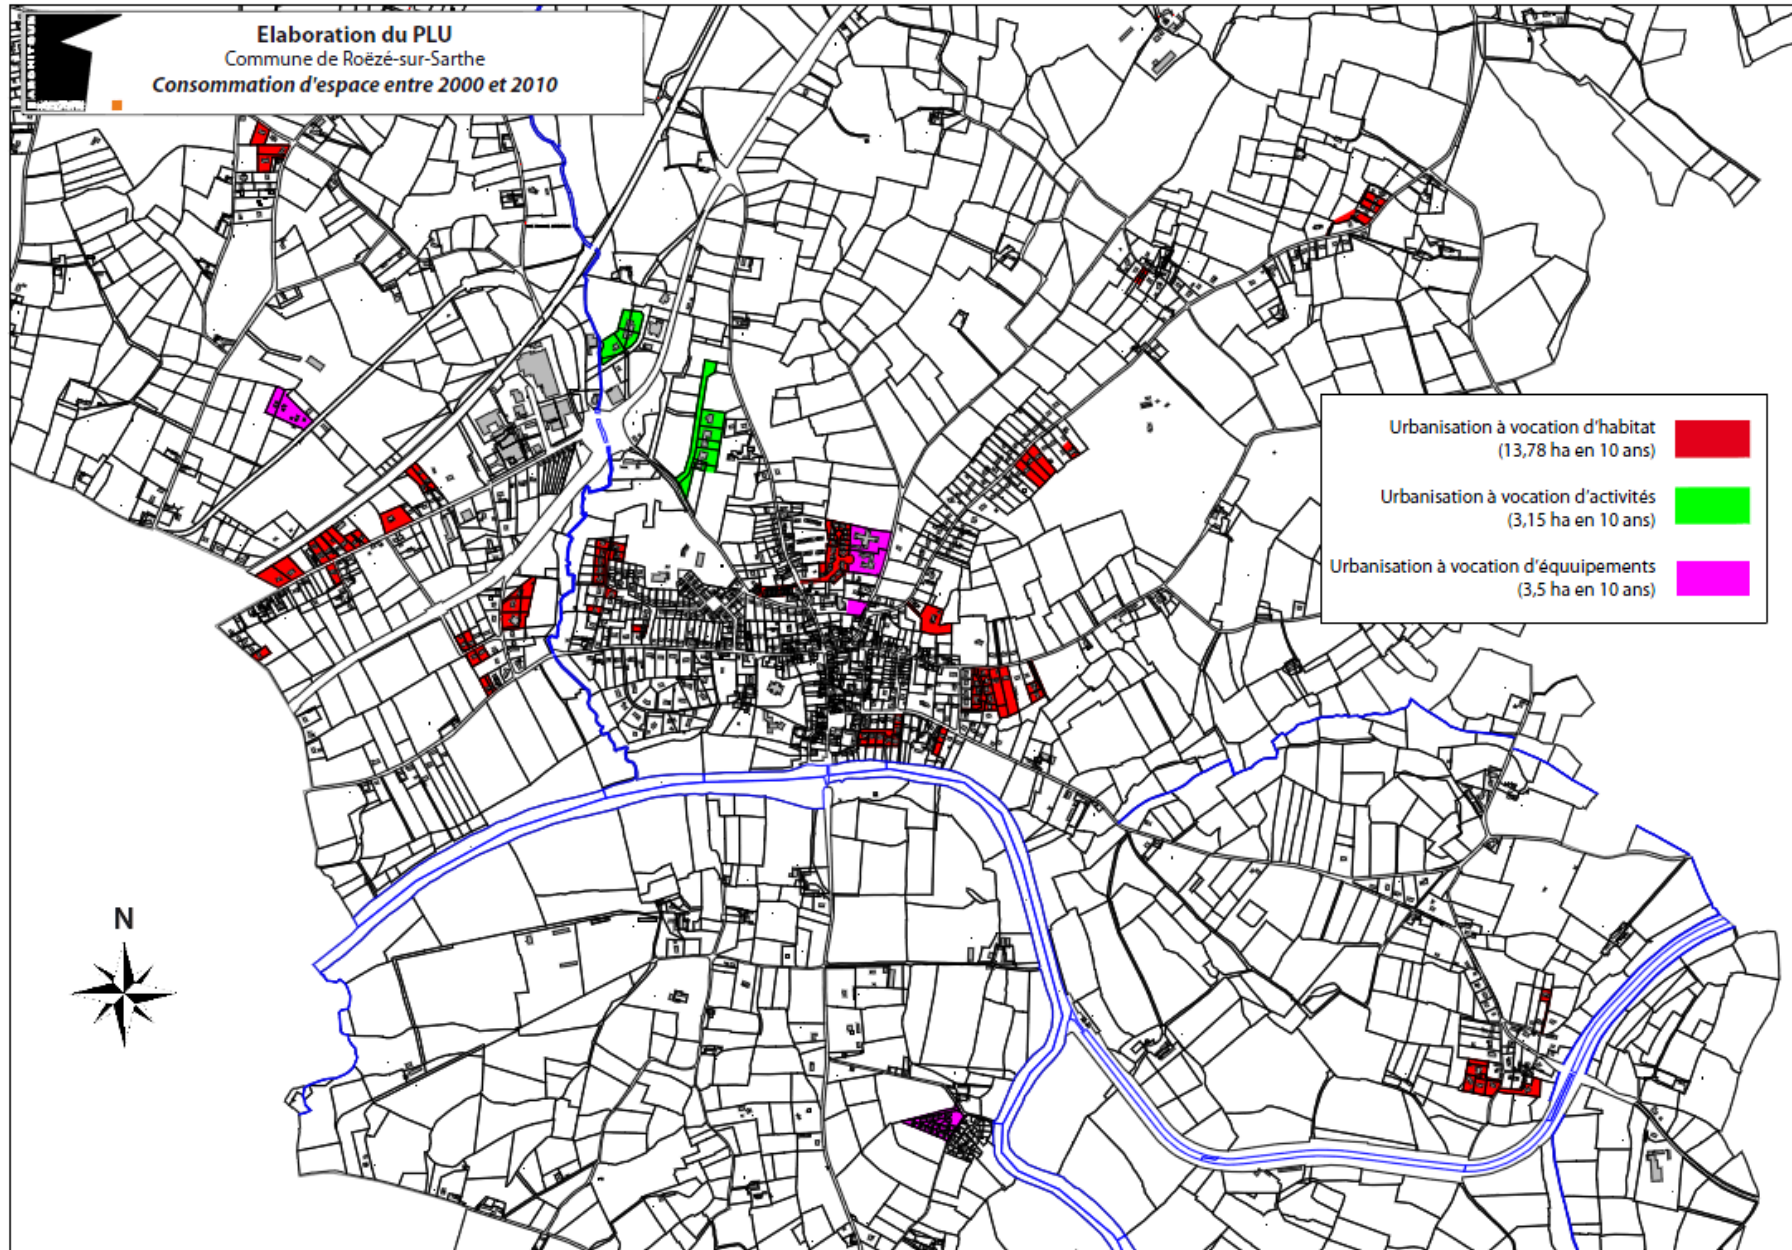 Elaboration du PLU
Commune de Roëzé-sur-Sarthe
Consommation d'espace entre 2000 et 2010
Urbanisation à vocation d'habitat
(13,78 ha en 10 ans)
Urbanisation à vocation d'activités
(3,15 ha en 10 ans)
Urbanisation à vocation d'équuipements
(3,5 ha en 10 ans)
N